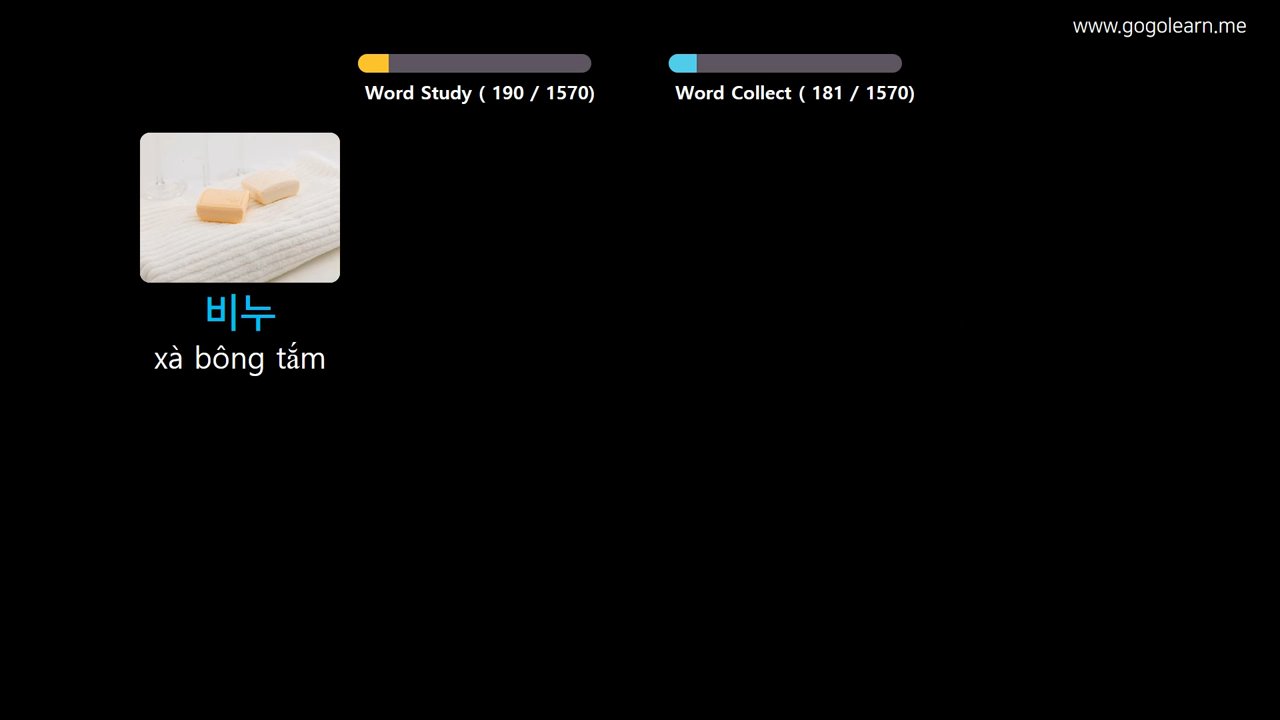 www.gogolearn.me
Word Study ( 190 / 1570)
Word Collect ( 181 / 1570)
비누
xà bông tắm